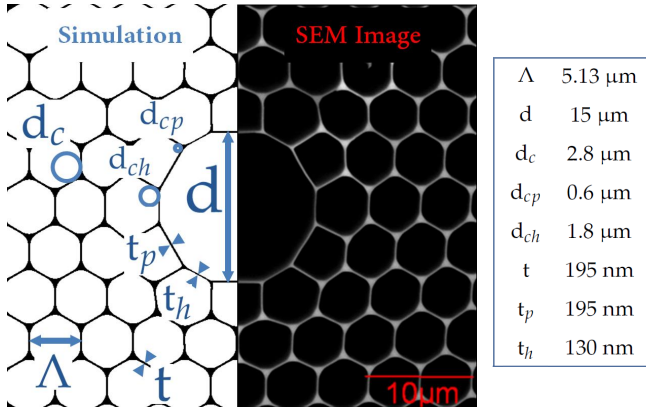 Simulation
SEM Image
d_c
d_cp
d_ch
d
t_p
t_h
Λ
t
10μm
Λ 5.13 μm
d 15 μm
d_c 2.8 μm
d_cp 0.6 μm
d_ch 1.8 μm
t 195 nm
t_p 195 nm
t_h 130 nm